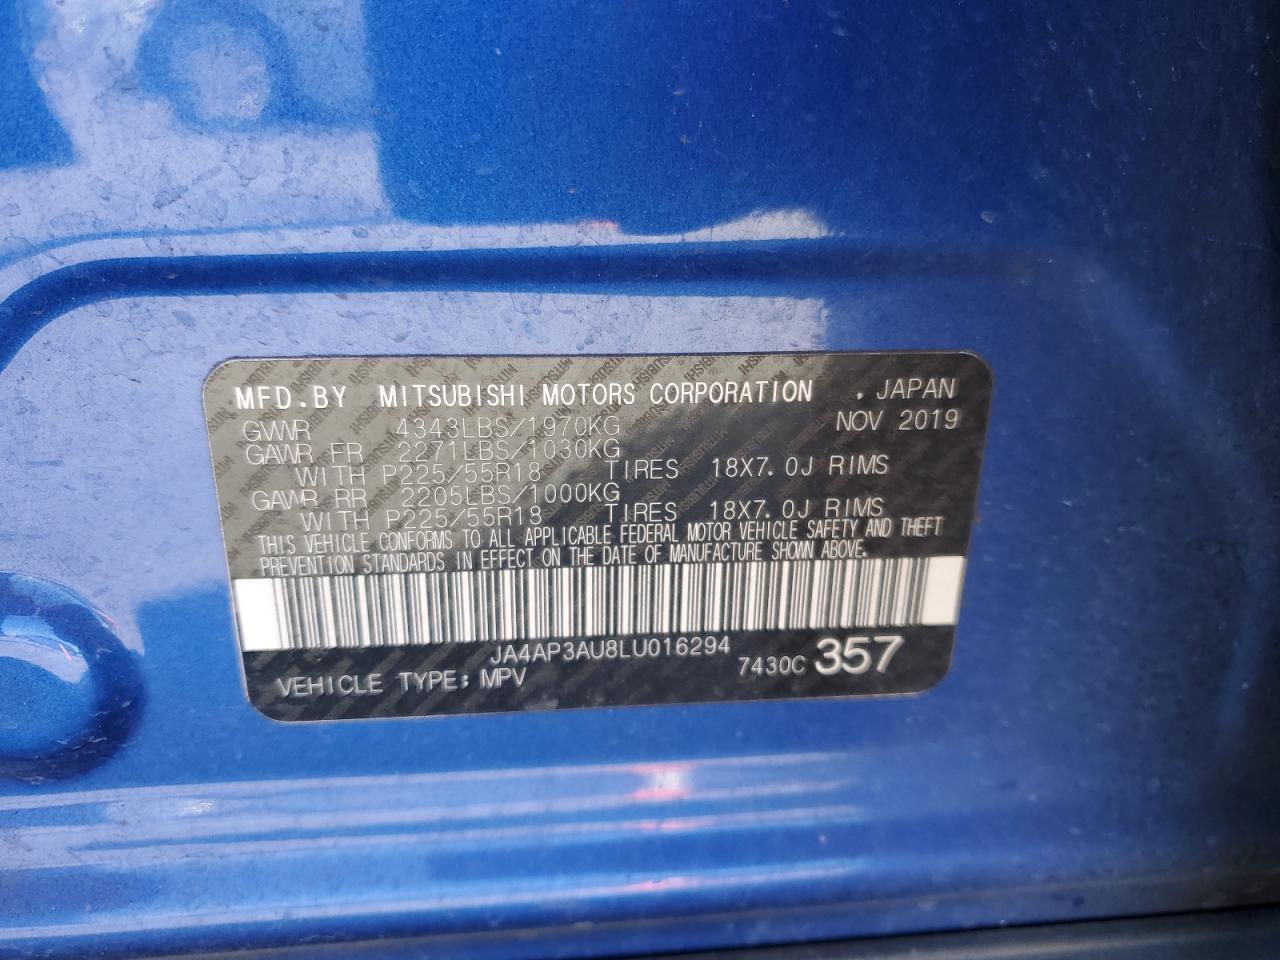 MFD.BY MITSUBISHI MOTORS CORPORATION , JAPAN
GVWR 4343LBS/1970KG NOV 2019
GAWR FR 2271LBS/1030KG
WITH P225/55R18 TIRES 18X7.0J RIMS
GAWR RR 2205LBS/1000KG
WITH P225/55R18 TIRES 18X7.0J RIMS
THIS VEHICLE CONFORMS TO ALL APPLICABLE FEDERAL MOTOR VEHICLE SAFETY AND THEFT
PREVENTION STANDARDS IN EFFECT ON THE DATE OF MANUFACTURE SHOWN ABOVE.
JA4AP3AU8LU016294
VEHICLE TYPE: MPV 7430C 357